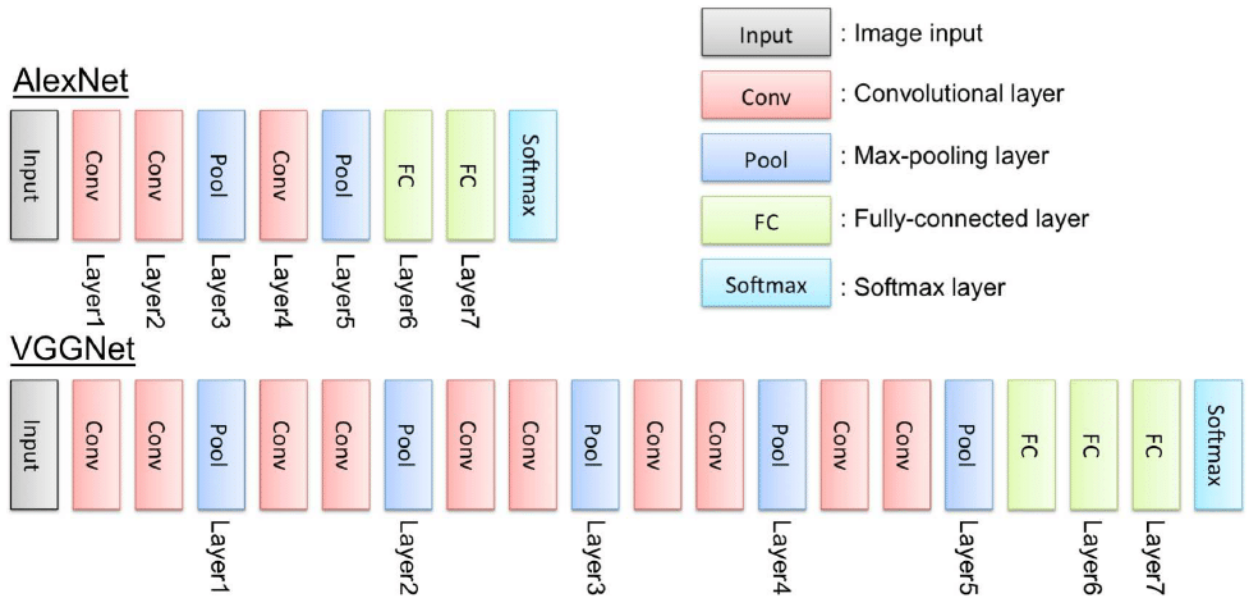 Input : Image input
AlexNet
Conv : Convolutional layer
Input Conv Conv Pool Conv Pool FC FC Softmax
Pool : Max-pooling layer
FC : Fully-connected layer
Layer1 Layer2 Layer3 Layer4 Layer5 Layer6 Layer7
Softmax : Softmax layer
VGGNet
Input Conv Conv Pool Conv Conv Pool Conv Conv Pool Conv Conv Pool Conv Conv Pool FC FC FC Softmax
Layer1 Layer2 Layer3 Layer4 Layer5 Layer6 Layer7